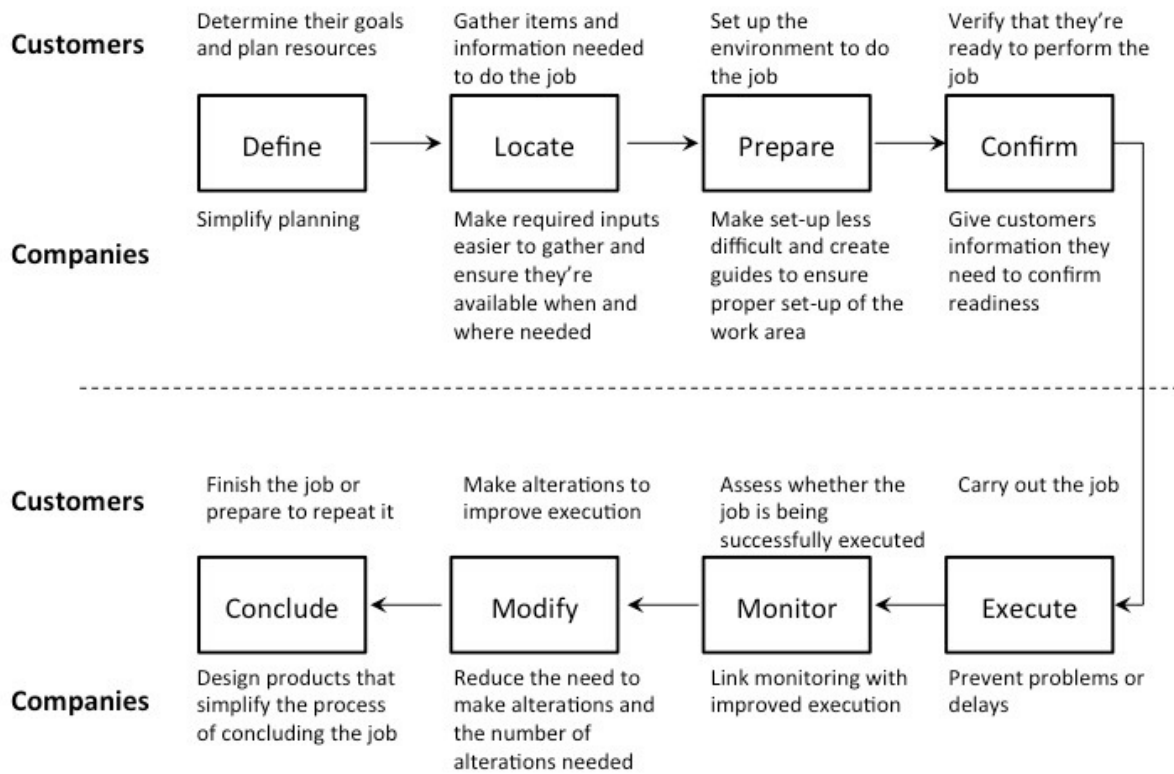 Customers
Determine their goals
and plan resources
Gather items and
information needed
to do the job
Set up the
environment to do
the job
Verify that they’re
ready to perform the
job
Define
Locate
Prepare
Confirm
Companies
Simplify planning
Make required inputs
easier to gather and
ensure they’re
available when and
where needed
Make set-up less
difficult and create
guides to ensure
proper set-up of the
work area
Give customers
information they
need to confirm
readiness
Customers
Finish the job or
prepare to repeat it
Make alterations to
improve execution
Assess whether the
job is being
successfully executed
Carry out the job
Conclude
Modify
Monitor
Execute
Companies
Design products that
simplify the process
of concluding the job
Reduce the need to
make alterations and
the number of
alterations needed
Link monitoring with
improved execution
Prevent problems or
delays